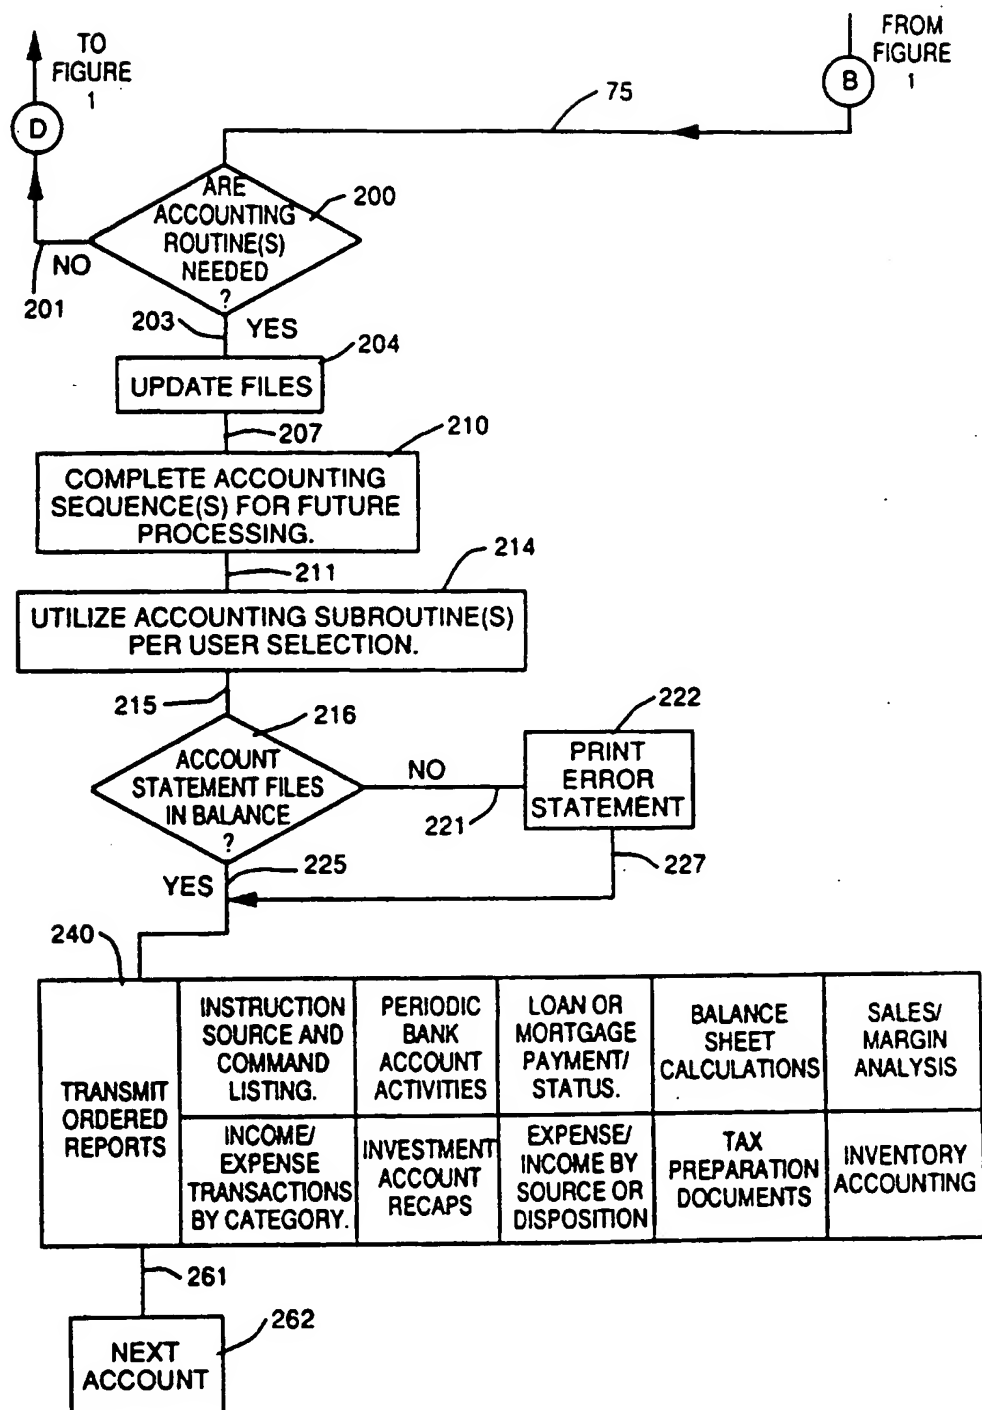 TO
FIGURE
1
D
FROM
FIGURE
1
B
75
ARE
ACCOUNTING
ROUTINE(S)
NEEDED
?
200
NO
201
203
YES
204
UPDATE FILES
207
210
COMPLETE ACCOUNTING
SEQUENCE(S) FOR FUTURE
PROCESSING.
211
214
UTILIZE ACCOUNTING SUBROUTINE(S)
PER USER SELECTION.
215
216
ACCOUNT
STATEMENT FILES
IN BALANCE
?
NO
221
222
PRINT
ERROR
STATEMENT
227
225
YES
240
TRANSMIT
ORDERED
REPORTS
INSTRUCTION
SOURCE AND
COMMAND
LISTING.
PERIODIC
BANK
ACCOUNT
ACTIVITIES
LOAN OR
MORTGAGE
PAYMENT/
STATUS.
BALANCE
SHEET
CALCULATIONS
SALES/
MARGIN
ANALYSIS
INCOME/
EXPENSE
TRANSACTIONS
BY CATEGORY.
INVESTMENT
ACCOUNT
RECAPS
EXPENSE/
INCOME BY
SOURCE OR
DISPOSITION
TAX
PREPARATION
DOCUMENTS
INVENTORY
ACCOUNTING
261
262
NEXT
ACCOUNT